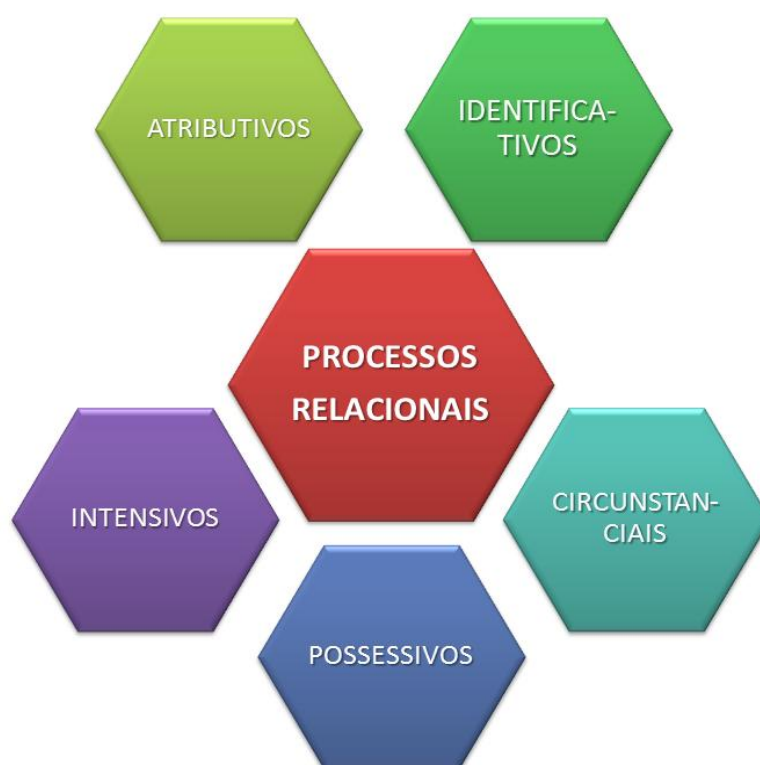 ATRIBUTIVOS
IDENTIFICA-
TIVOS
PROCESSOS
RELACIONAIS
INTENSIVOS
CIRCUNSTAN-
CIAIS
POSSESSIVOS